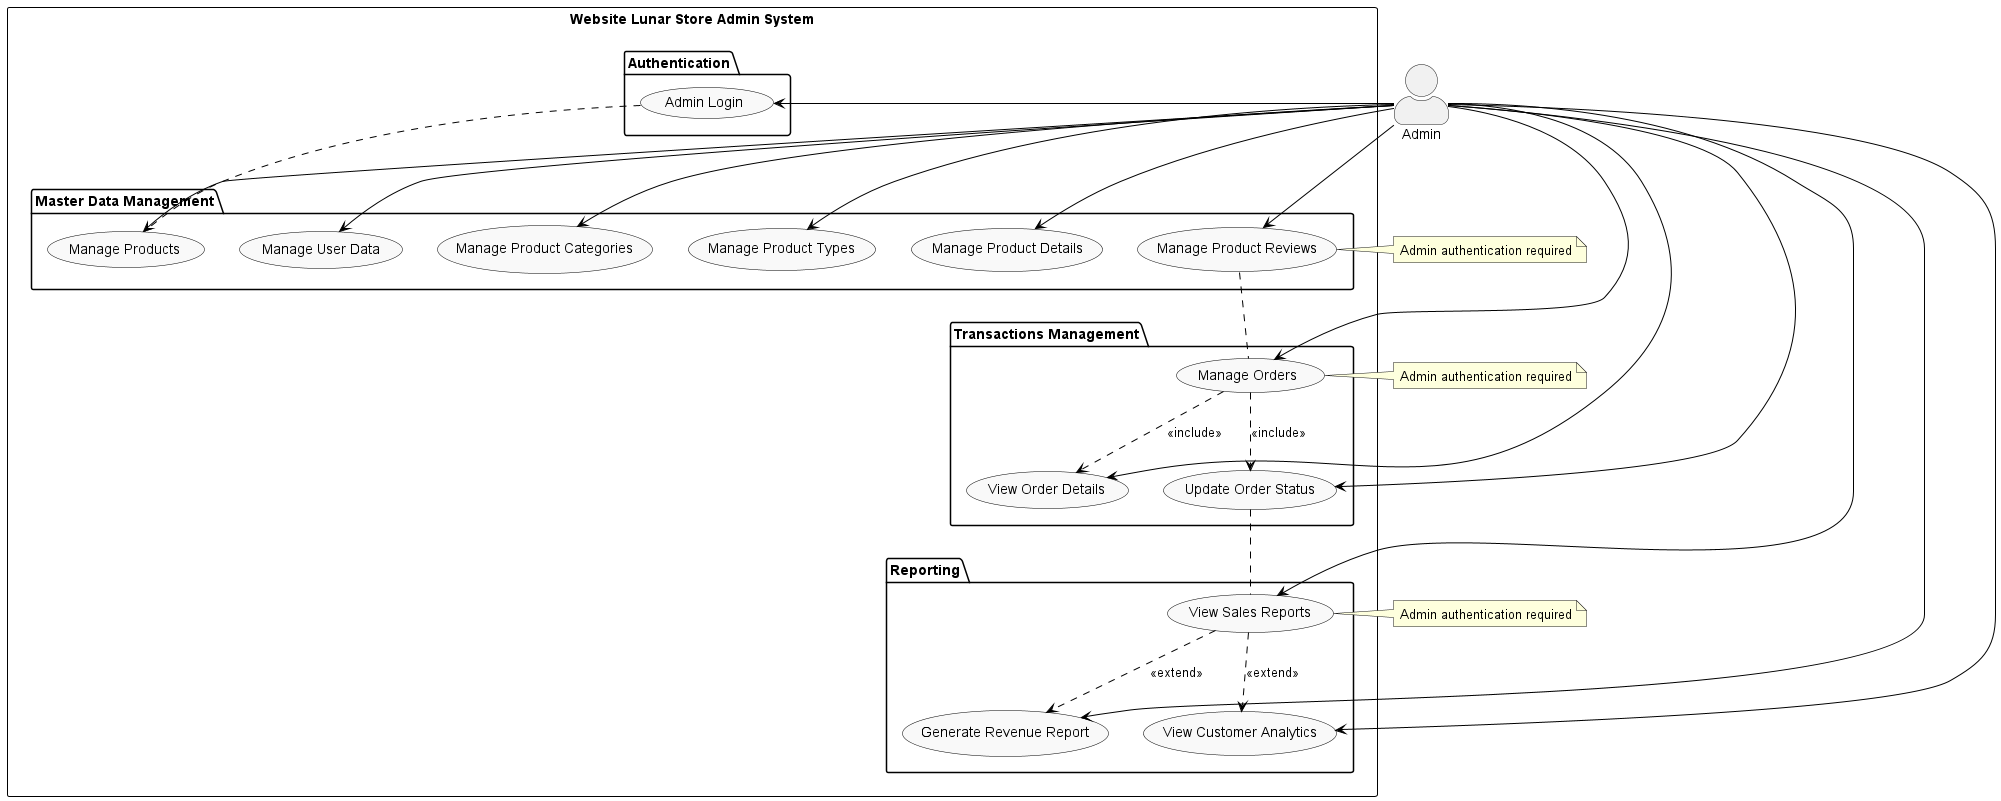 Website Lunar Store Admin System
Authentication
Admin Login
Admin
Master Data Management
Manage Products
Manage User Data
Manage Product Categories
Manage Product Types
Manage Product Details
Manage Product Reviews
Admin authentication required
Transactions Management
Manage Orders
Admin authentication required
«include»
«include»
View Order Details
Update Order Status
Reporting
View Sales Reports
Admin authentication required
«extend»
«extend»
Generate Revenue Report
View Customer Analytics